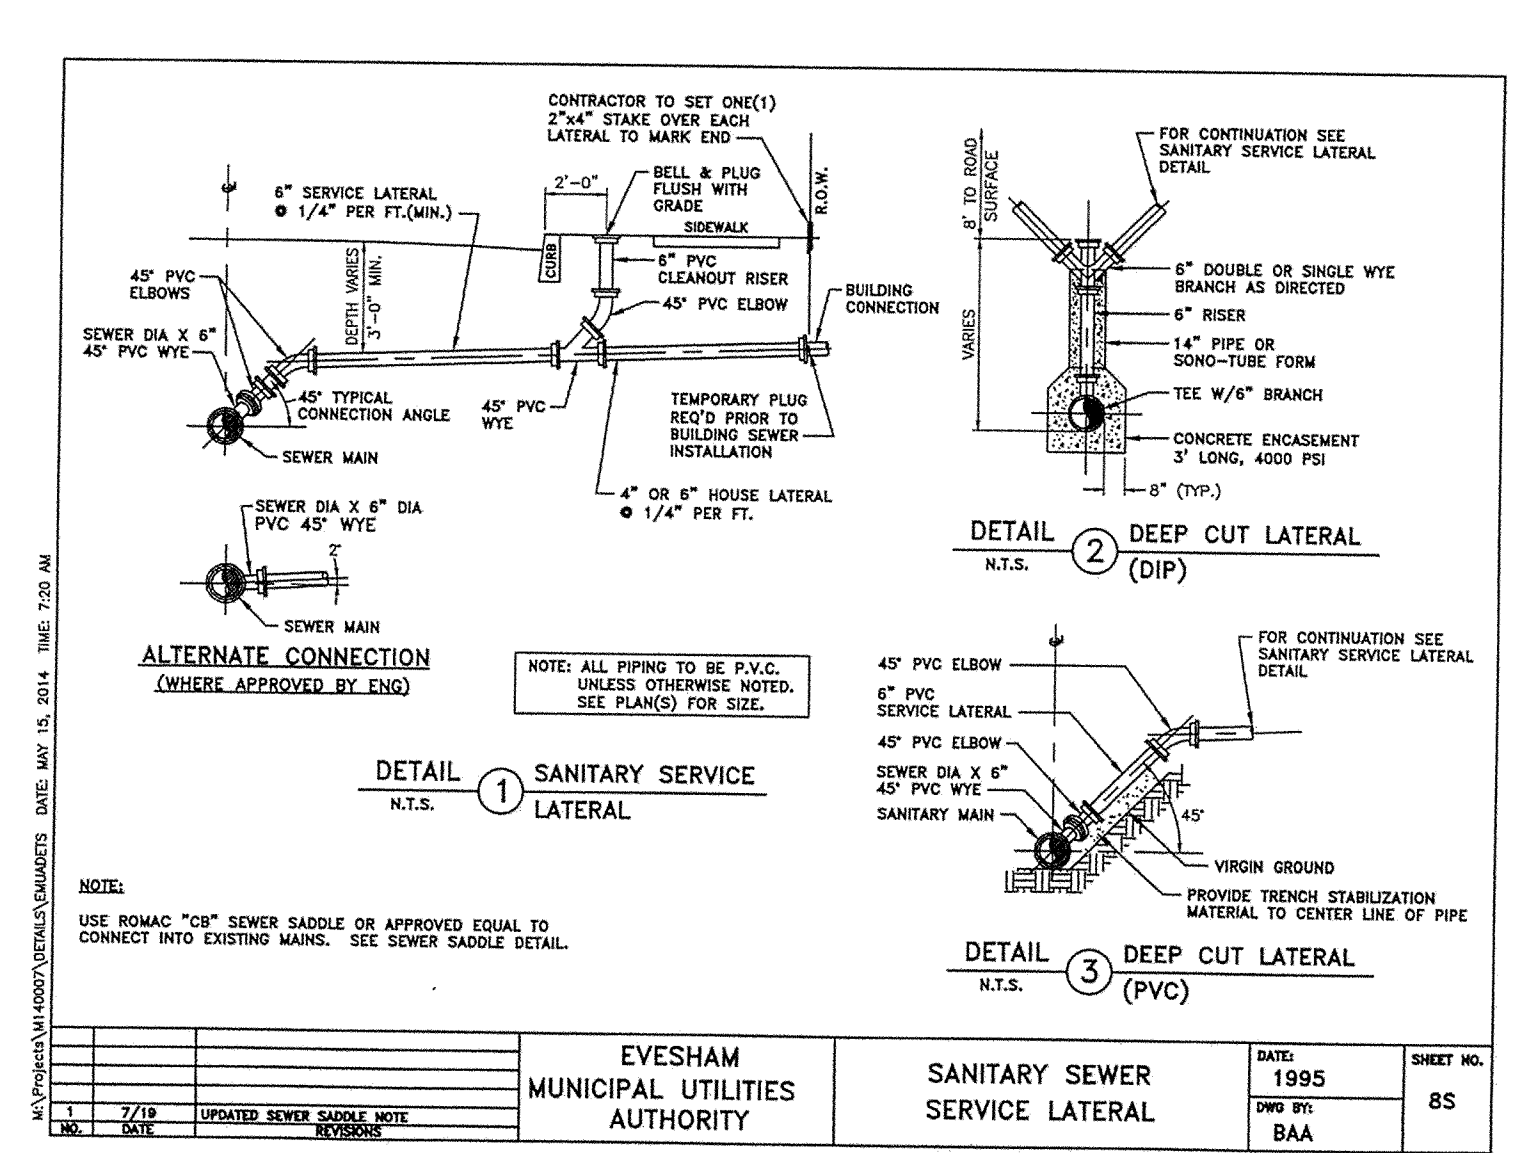 CONTRACTOR TO SET ONE(1)
2"x4" STAKE OVER EACH
LATERAL TO MARK END
R.O.W.
BELL & PLUG
FLUSH WITH
GRADE
2'-0"
6" SERVICE LATERAL
@ 1/4" PER FT.(MIN.)
SIDEWALK
CURB
DEPTH VARIES
3'-0" MIN.
6" PVC
CLEANOUT RISER
45° PVC
ELBOWS
45° PVC ELBOW
BUILDING
CONNECTION
SEWER DIA X 6"
45° PVC WYE
45° TYPICAL
CONNECTION ANGLE
45° PVC
WYE
TEMPORARY PLUG
REQ'D PRIOR TO
BUILDING SEWER
INSTALLATION
SEWER MAIN
4" OR 6" HOUSE LATERAL
@ 1/4" PER FT.
SEWER DIA X 6" DIA
PVC 45° WYE
2"
SEWER MAIN
ALTERNATE CONNECTION
(WHERE APPROVED BY ENG)
NOTE: ALL PIPING TO BE P.V.C.
UNLESS OTHERWISE NOTED.
SEE PLAN(S) FOR SIZE.
DETAIL 1 SANITARY SERVICE
N.T.S. LATERAL
8' TO ROAD
SURFACE
FOR CONTINUATION SEE
SANITARY SERVICE LATERAL
DETAIL
VARIES
6" DOUBLE OR SINGLE WYE
BRANCH AS DIRECTED
6" RISER
14" PIPE OR
SONO-TUBE FORM
TEE W/6" BRANCH
CONCRETE ENCASEMENT
3' LONG, 4000 PSI
8" (TYP.)
DETAIL 2 DEEP CUT LATERAL
N.T.S. (DIP)
FOR CONTINUATION SEE
SANITARY SERVICE LATERAL
DETAIL
45° PVC ELBOW
6" PVC
SERVICE LATERAL
45° PVC ELBOW
SEWER DIA X 6"
45° PVC WYE
SANITARY MAIN
45°
VIRGIN GROUND
PROVIDE TRENCH STABILIZATION
MATERIAL TO CENTER LINE OF PIPE
DETAIL 3 DEEP CUT LATERAL
N.T.S. (PVC)
NOTE:
USE ROMAC "CB" SEWER SADDLE OR APPROVED EQUAL TO
CONNECT INTO EXISTING MAINS. SEE SEWER SADDLE DETAIL.
M:\Projects\M140007\DETAILS\EMUADETS DATE: MAY 15, 2014 TIME: 7:20 AM
1 7/19 UPDATED SEWER SADDLE NOTE
NO. DATE REVISIONS
EVESHAM
MUNICIPAL UTILITIES
AUTHORITY
SANITARY SEWER
SERVICE LATERAL
DATE:
1995
DWG BY:
BAA
SHEET NO.
8S